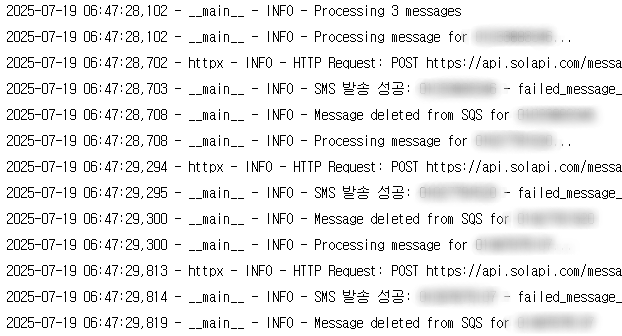 2025-07-19 06:47:28,102 - __main__ - INFO - Processing 3 messages
2025-07-19 06:47:28,102 - __main__ - INFO - Processing message for ...
2025-07-19 06:47:28,702 - httpx - INFO - HTTP Request: POST https://api.solapi.com/messa
2025-07-19 06:47:28,703 - __main__ - INFO - SMS 발송 성공: - failed_message_
2025-07-19 06:47:28,708 - __main__ - INFO - Message deleted from SQS for
2025-07-19 06:47:28,708 - __main__ - INFO - Processing message for ...
2025-07-19 06:47:29,294 - httpx - INFO - HTTP Request: POST https://api.solapi.com/messa
2025-07-19 06:47:29,295 - __main__ - INFO - SMS 발송 성공: - failed_message_
2025-07-19 06:47:29,300 - __main__ - INFO - Message deleted from SQS for
2025-07-19 06:47:29,300 - __main__ - INFO - Processing message for
2025-07-19 06:47:29,813 - httpx - INFO - HTTP Request: POST https://api.solapi.com/messa
2025-07-19 06:47:29,814 - __main__ - INFO - SMS 발송 성공: - failed_message_
2025-07-19 06:47:29,819 - __main__ - INFO - Message deleted from SQS for